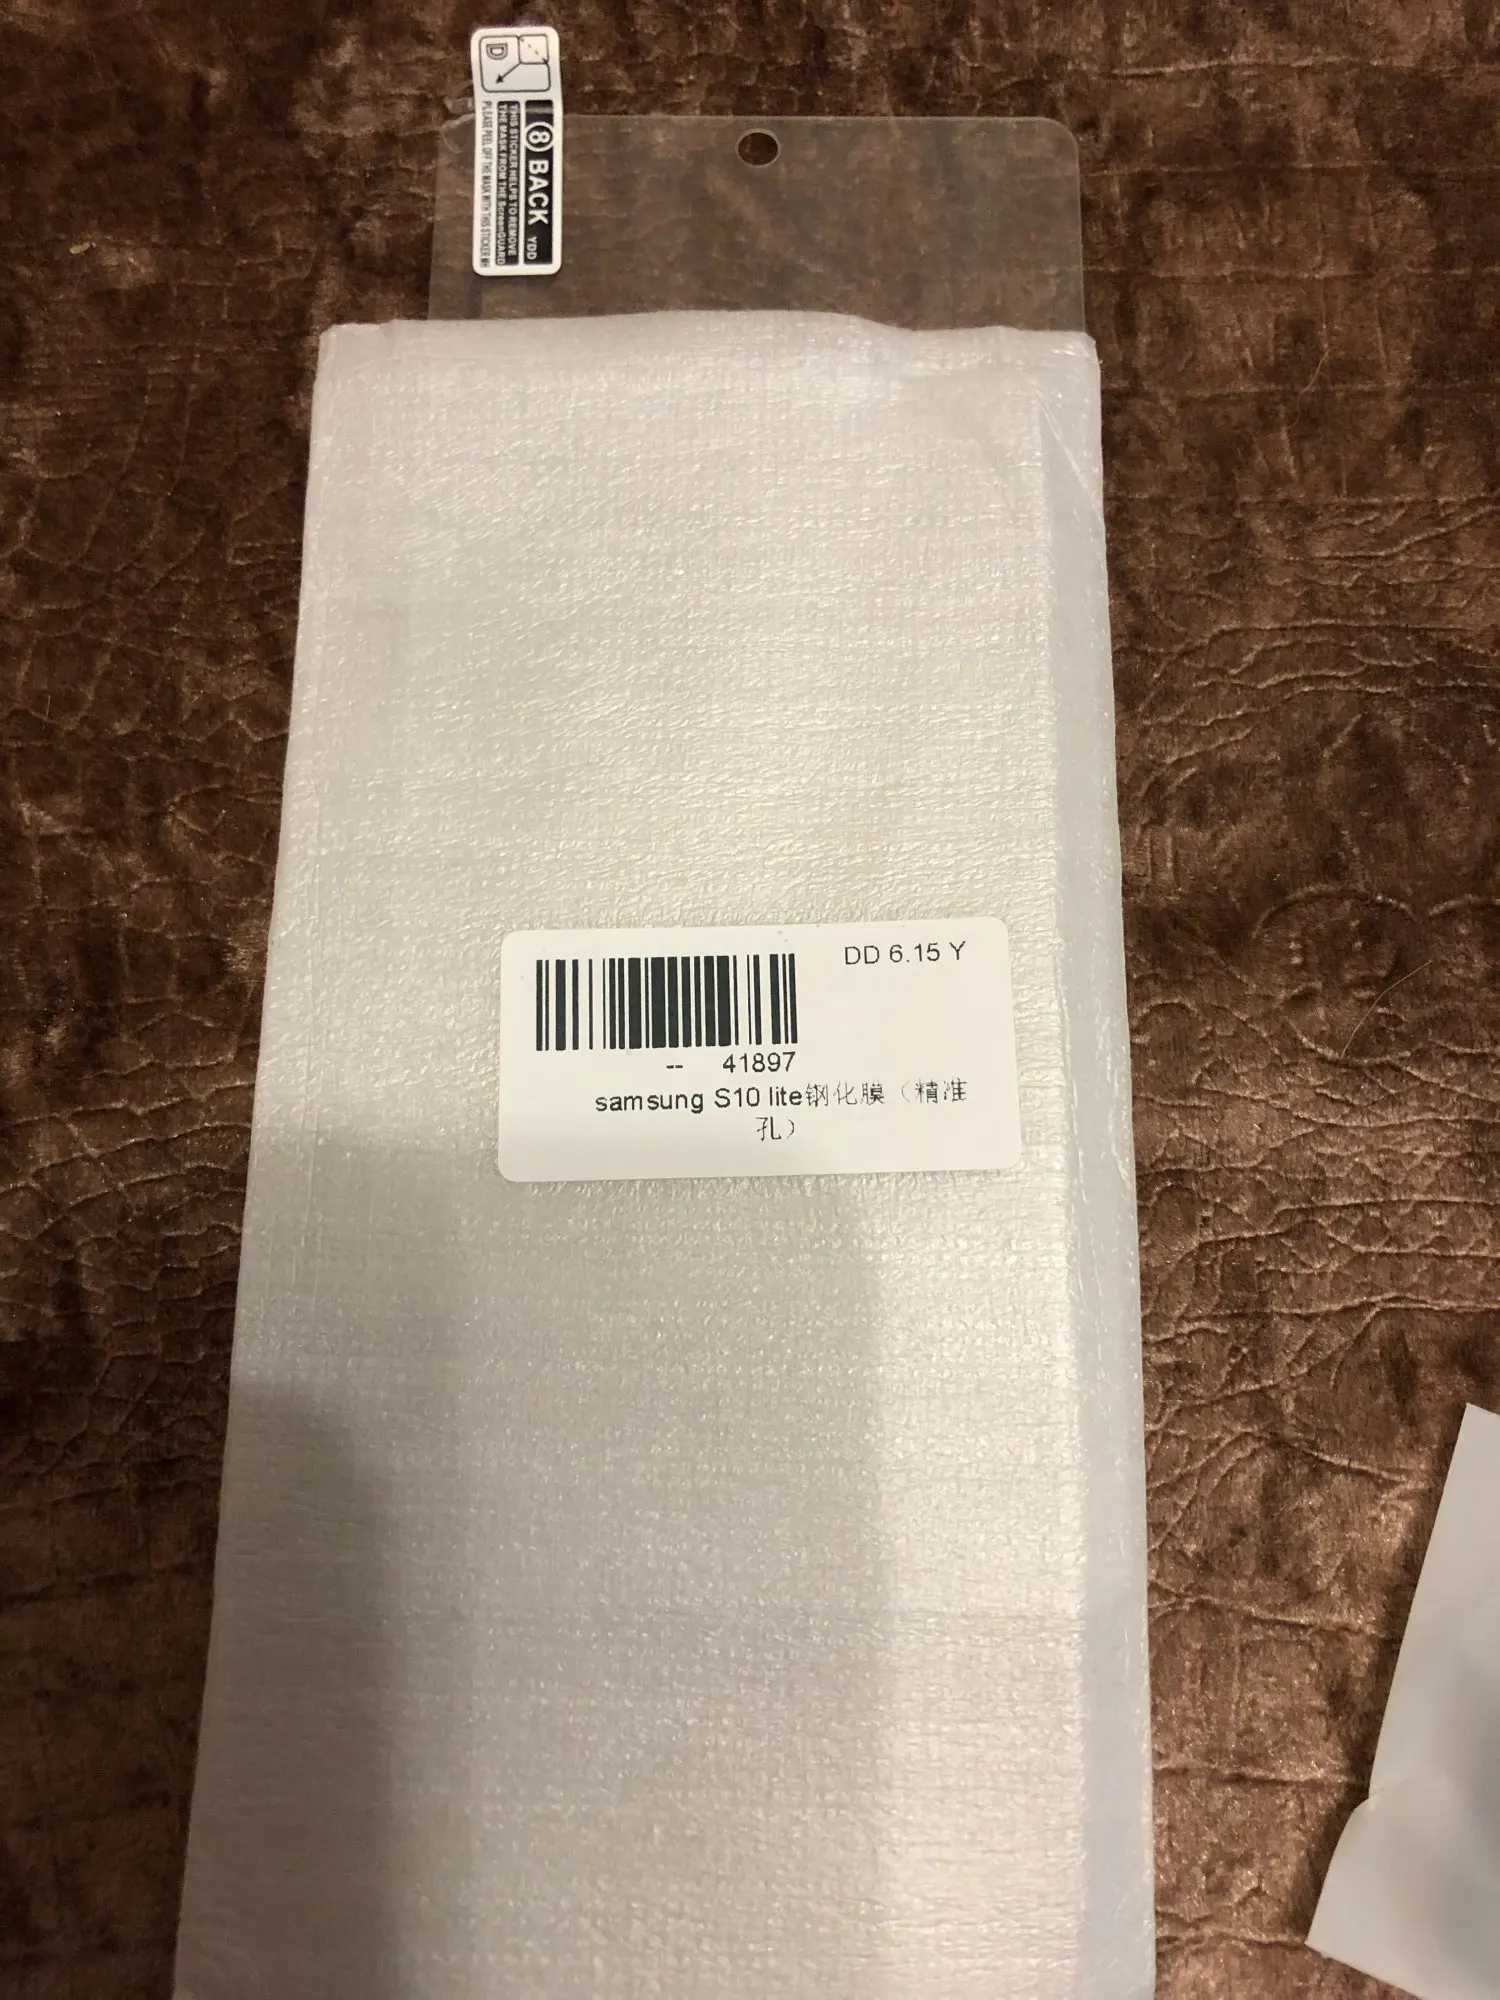 D
⑧ BACK YDD
THIS STICKER HELPS TO REMOVE
THE MASK FROM THE ScreenGUARD
PLEASE PEEL OFF THE MASK WITH THIS STICKER
DD 6.15 Y
-- 41897
samsung S10 lite钢化膜（精准
孔）